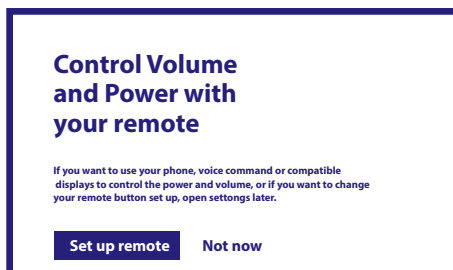 Control Volume
and Power with
your remote
If you want to use your phone, voice command or compatible
displays to control the power and volume, or if you want to change
your remote button set up, open settongs later.
Set up remote Not now